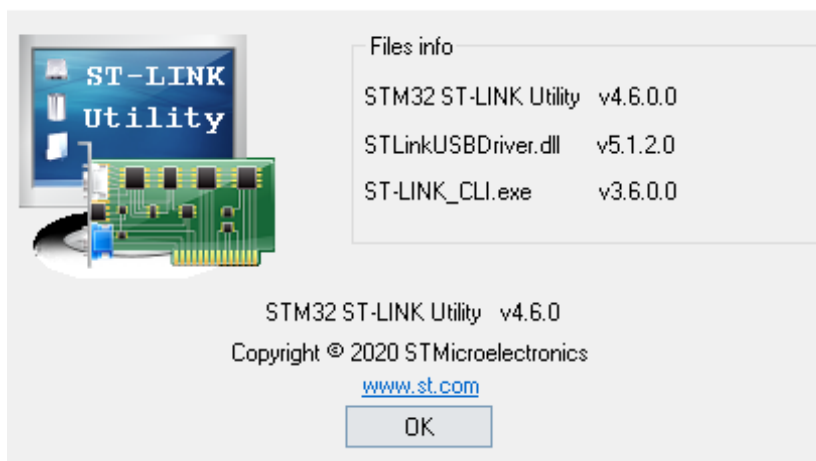 ST-LINK
Utility
Files info
STM32 ST-LINK Utility v4.6.0.0
STLinkUSBDriver.dll v5.1.2.0
ST-LINK_CLI.exe v3.6.0.0
STM32 ST-LINK Utility v4.6.0
Copyright © 2020 STMicroelectronics
www.st.com
OK